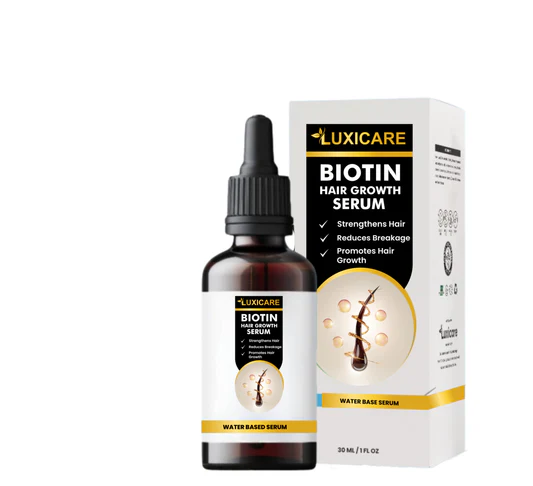 LUXICARE
BIOTIN
HAIR GROWTH
SERUM
Strengthens Hair
Reduces Breakage
Promotes Hair
Growth
WATER BASE SERUM
30 ML / 1 FL OZ
Luxicare
LUXICARE
BIOTIN
HAIR GROWTH
SERUM
Strengthens Hair
Reduces Breakage
Promotes Hair
Growth
WATER BASED SERUM